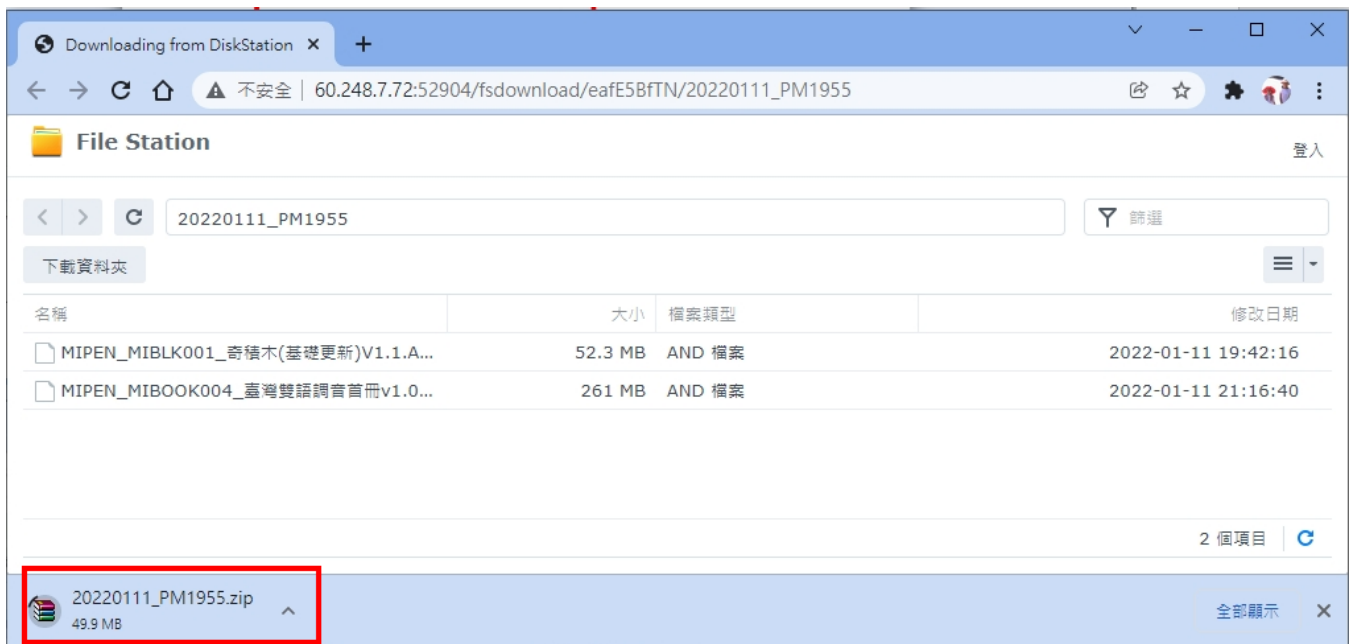 Downloading from DiskStation
不安全 | 60.248.7.72:52904/fsdownload/eafE5BfTN/20220111_PM1955
File Station
登入
20220111_PM1955
篩選
下載資料夾
名稱 大小 檔案類型 修改日期
MIPEN_MIBLK001_奇積木(基礎更新)V1.1.A... 52.3 MB AND 檔案 2022-01-11 19:42:16
MIPEN_MIBOOK004_臺灣雙語調音首冊v1.0... 261 MB AND 檔案 2022-01-11 21:16:40
2 個項目
20220111_PM1955.zip
49.9 MB
全部顯示